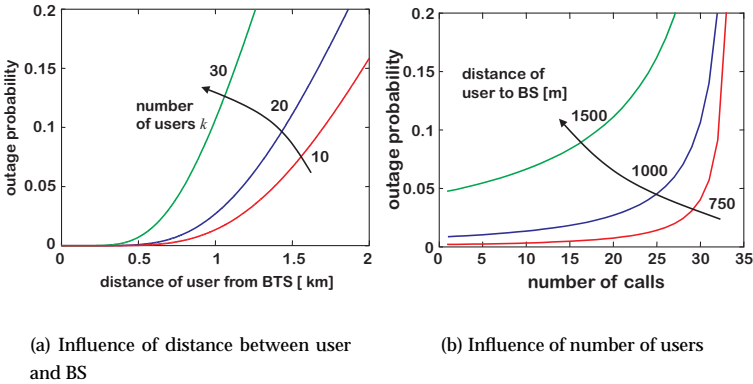 0.2
0.15
0.1
0.05
0
outage probability
30
number
of users k
20
10
0
0.5
1
1.5
2
distance of user from BTS [ km]
0.2
0.15
0.1
0.05
0
outage probability
distance of
user to BS [m]
1500
1000
750
0
5
10
15
20
25
30
35
number of calls
(a) Influence of distance between user
and BS
(b) Influence of number of users